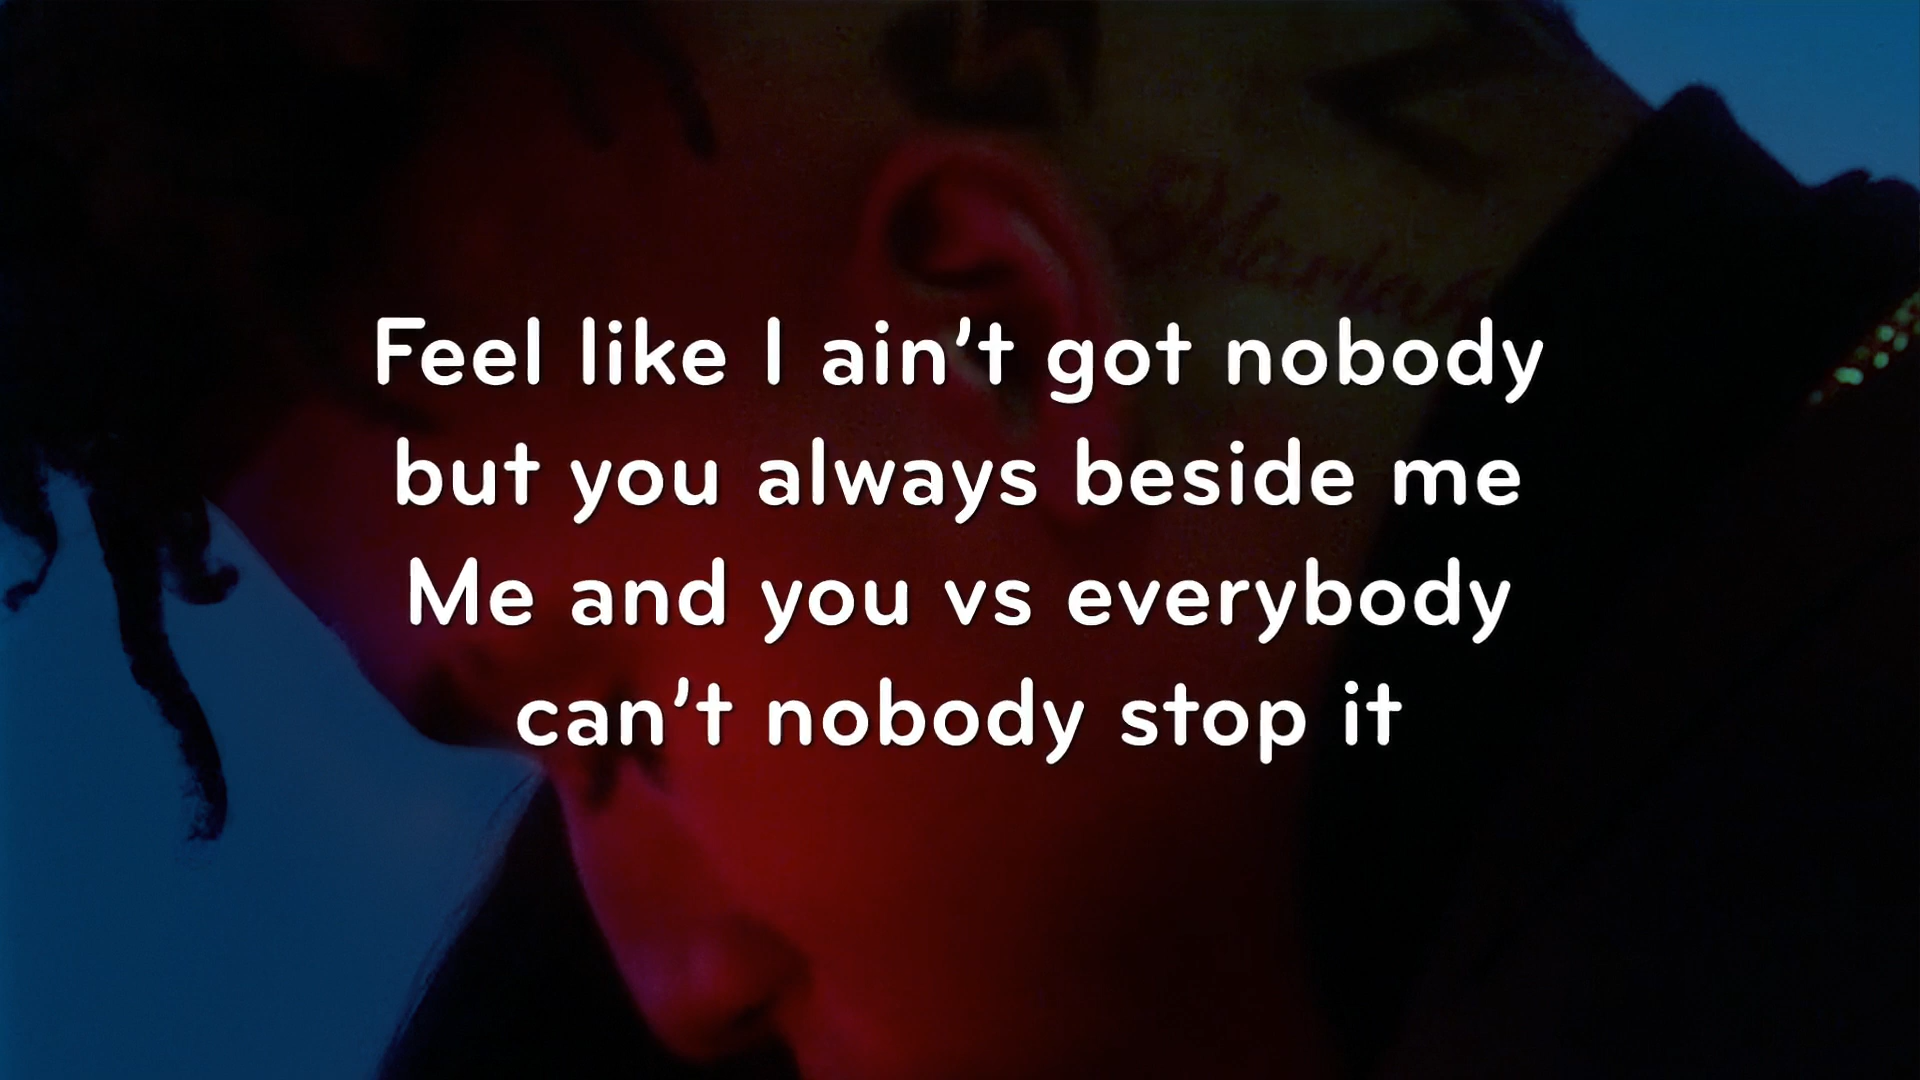 Feel like I ain't got nobody
but you always beside me
Me and you vs everybody
can't nobody stop it